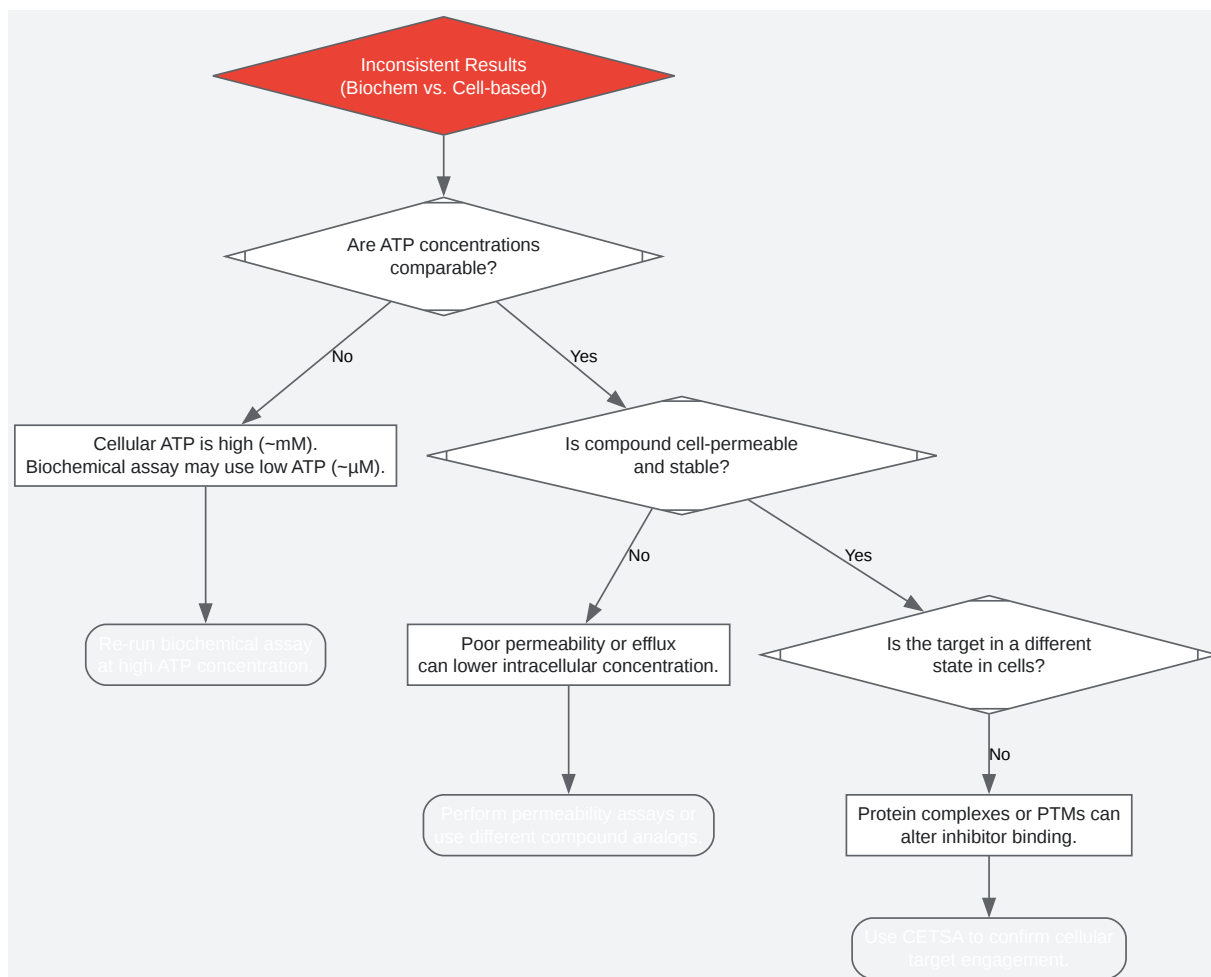 Inconsistent Results
(Biochem vs. Cell-based)
Are ATP concentrations
comparable?
No
Yes
Cellular ATP is high (~mM).
Biochemical assay may use low ATP (~µM).
Is compound cell-permeable
and stable?
No
Yes
Re-run biochemical assay
at high ATP concentration.
Poor permeability or efflux
can lower intracellular concentration.
Is the target in a different
state in cells?
No
Perform permeability assays or
use different compound analogs.
Protein complexes or PTMs can
alter inhibitor binding.
Use CETSA to confirm cellular
target engagement.